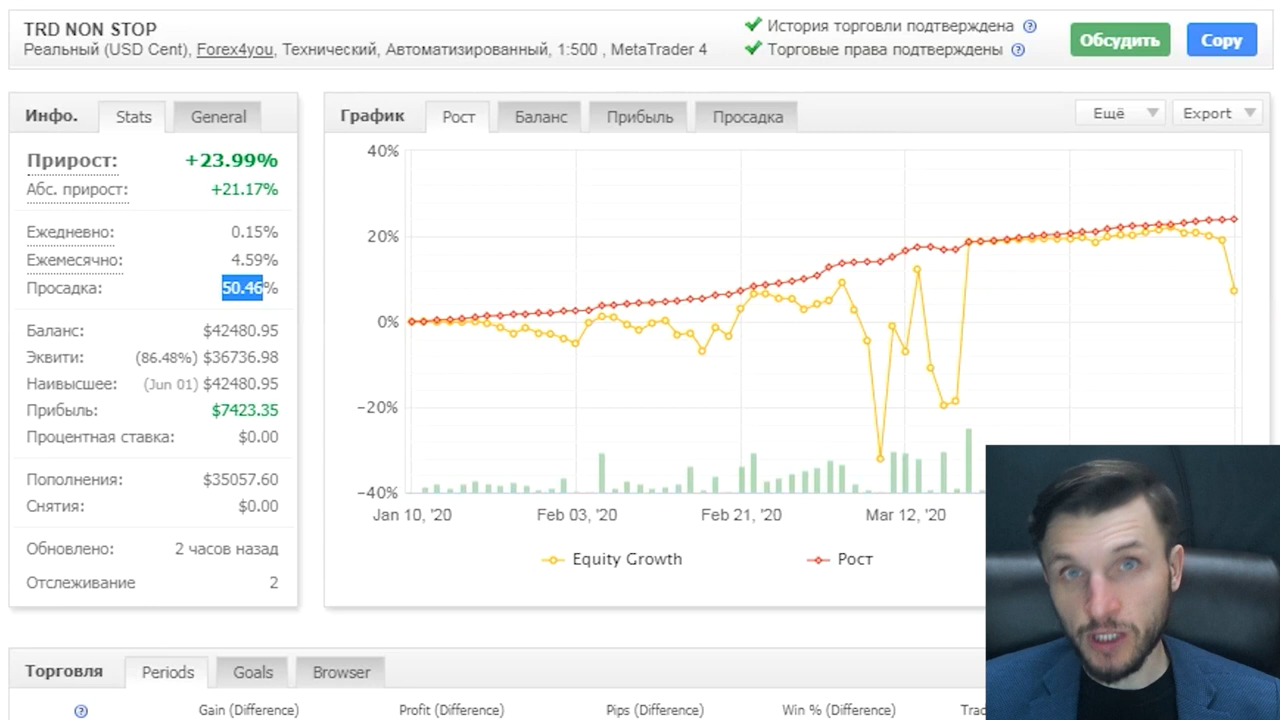 TRD NON STOP
Реальный (USD Cent), Forex4you, Технический, Автоматизированный, 1:500 , MetaTrader 4
История торговли подтверждена
Торговые права подтверждены
Обсудить
Copy
Инфо.
Stats
General
Прирост: +23.99%
Абс. прирост: +21.17%
Ежедневно: 0.15%
Ежемесячно: 4.59%
Просадка: 50.46%
Баланс: $42480.95
Эквити: (86.48%) $36736.98
Наивысшее: (Jun 01) $42480.95
Прибыль: $7423.35
Процентная ставка: $0.00
Пополнения: $35057.60
Снятия: $0.00
Обновлено: 2 часов назад
Отслеживание 2
График
Рост
Баланс
Прибыль
Просадка
Ещё
Export
40%
20%
0%
−20%
−40%
Jan 10, '20
Feb 03, '20
Feb 21, '20
Mar 12, '20
Equity Growth
Рост
Торговля
Periods
Goals
Browser
Gain (Difference)
Profit (Difference)
Pips (Difference)
Win % (Difference)